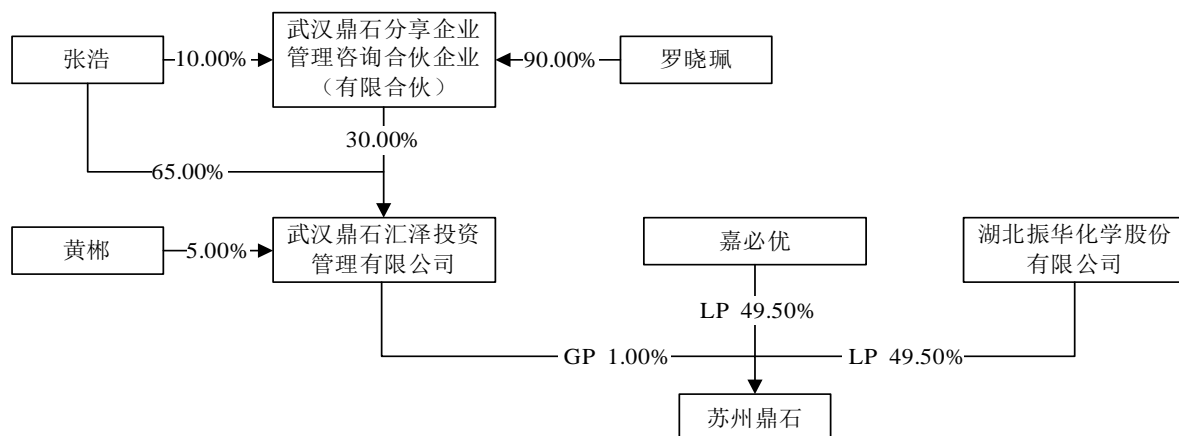 武汉鼎石分享企业
管理咨询合伙企业
（有限合伙）
张浩
10.00%
90.00%
罗晓珮
30.00%
65.00%
黄郴
5.00%
武汉鼎石汇泽投资
管理有限公司
嘉必优
湖北振华化学股份
有限公司
LP 49.50%
GP 1.00%
LP 49.50%
苏州鼎石